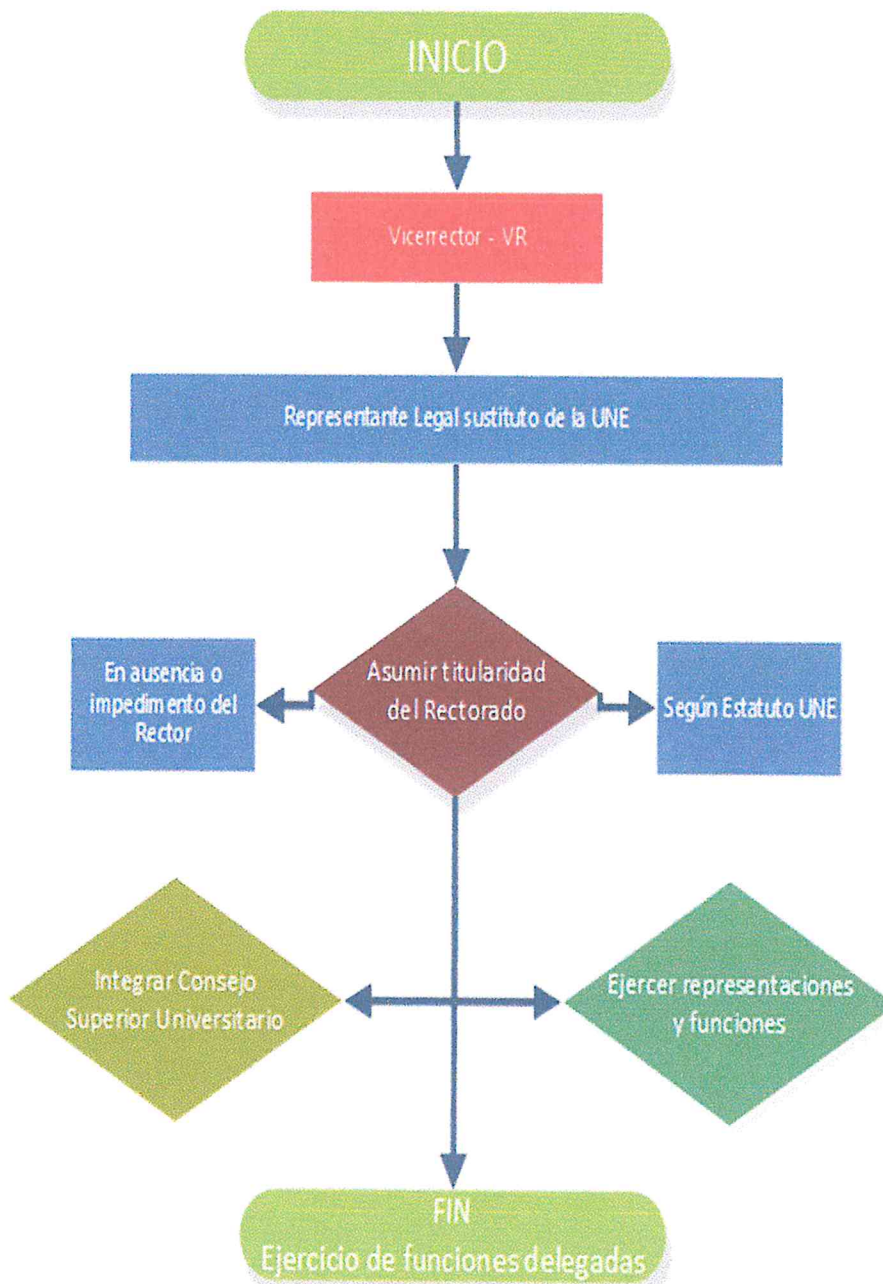 INICIO
Vicerrector - VR
Representante Legal sustituto de la UNE
Asumir titularidad
del Rectorado
En ausencia o
impedimento del
Rector
Según Estatuto UNE
Integrar Consejo
Superior Universitario
Ejercer representaciones
y funciones
FIN
Ejercicio de funciones delegadas